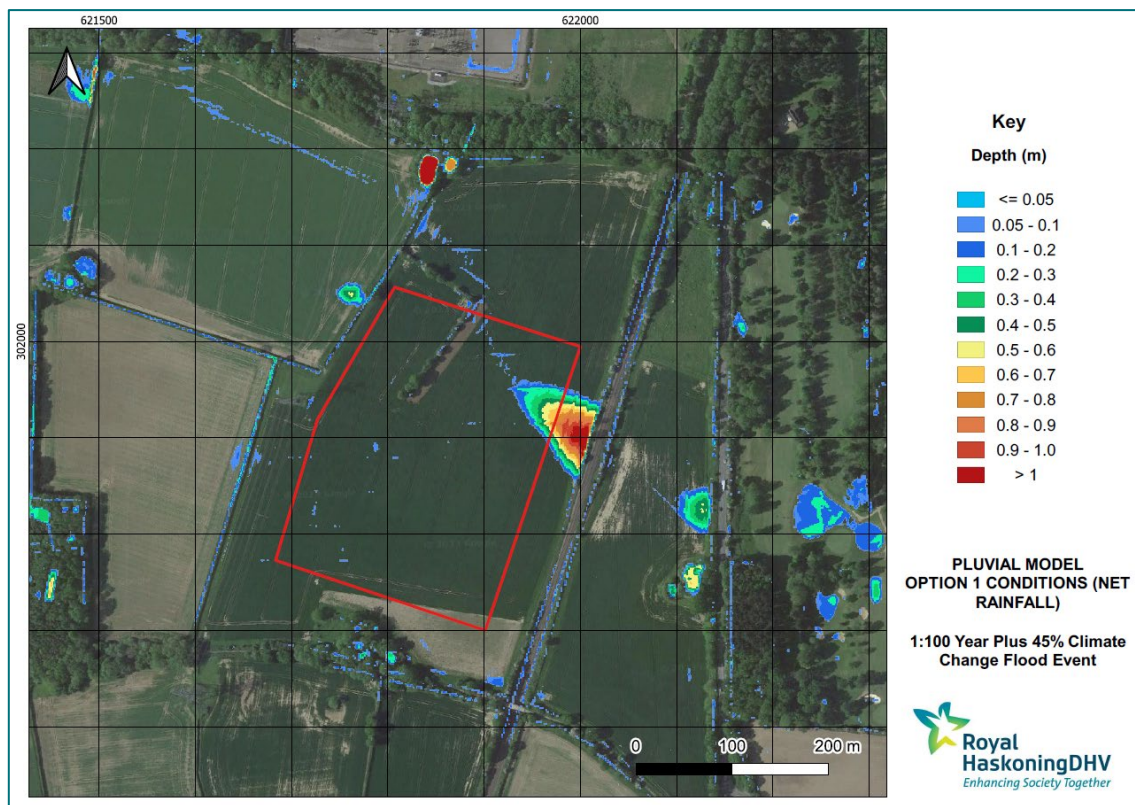 621500
622000
302000
Key
Depth (m)
<= 0.05
0.05 - 0.1
0.1 - 0.2
0.2 - 0.3
0.3 - 0.4
0.4 - 0.5
0.5 - 0.6
0.6 - 0.7
0.7 - 0.8
0.8 - 0.9
0.9 - 1.0
> 1
PLUVIAL MODEL
OPTION 1 CONDITIONS (NET
RAINFALL)
1:100 Year Plus 45% Climate
Change Flood Event
0 100 200 m
Royal
HaskoningDHV
Enhancing Society Together